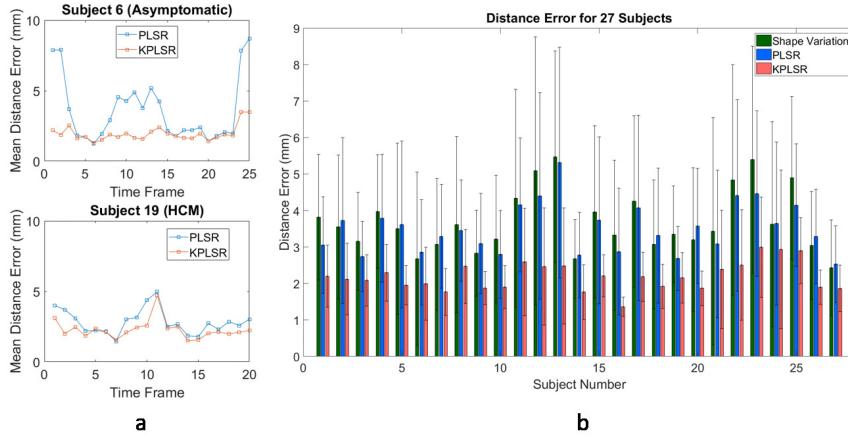 Subject 6 (Asymptomatic)
Mean Distance Error (mm)
10
5
0
PLSR
KPLSR
0 5 10 15 20 25
Time Frame
Subject 19 (HCM)
Mean Distance Error (mm)
10
5
0
PLSR
KPLSR
0 5 10 15 20
Time Frame
a
Distance Error for 27 Subjects
Distance Error (mm)
9
8
7
6
5
4
3
2
1
0
Shape Variation
PLSR
KPLSR
5 10 15 20 25
Subject Number
b